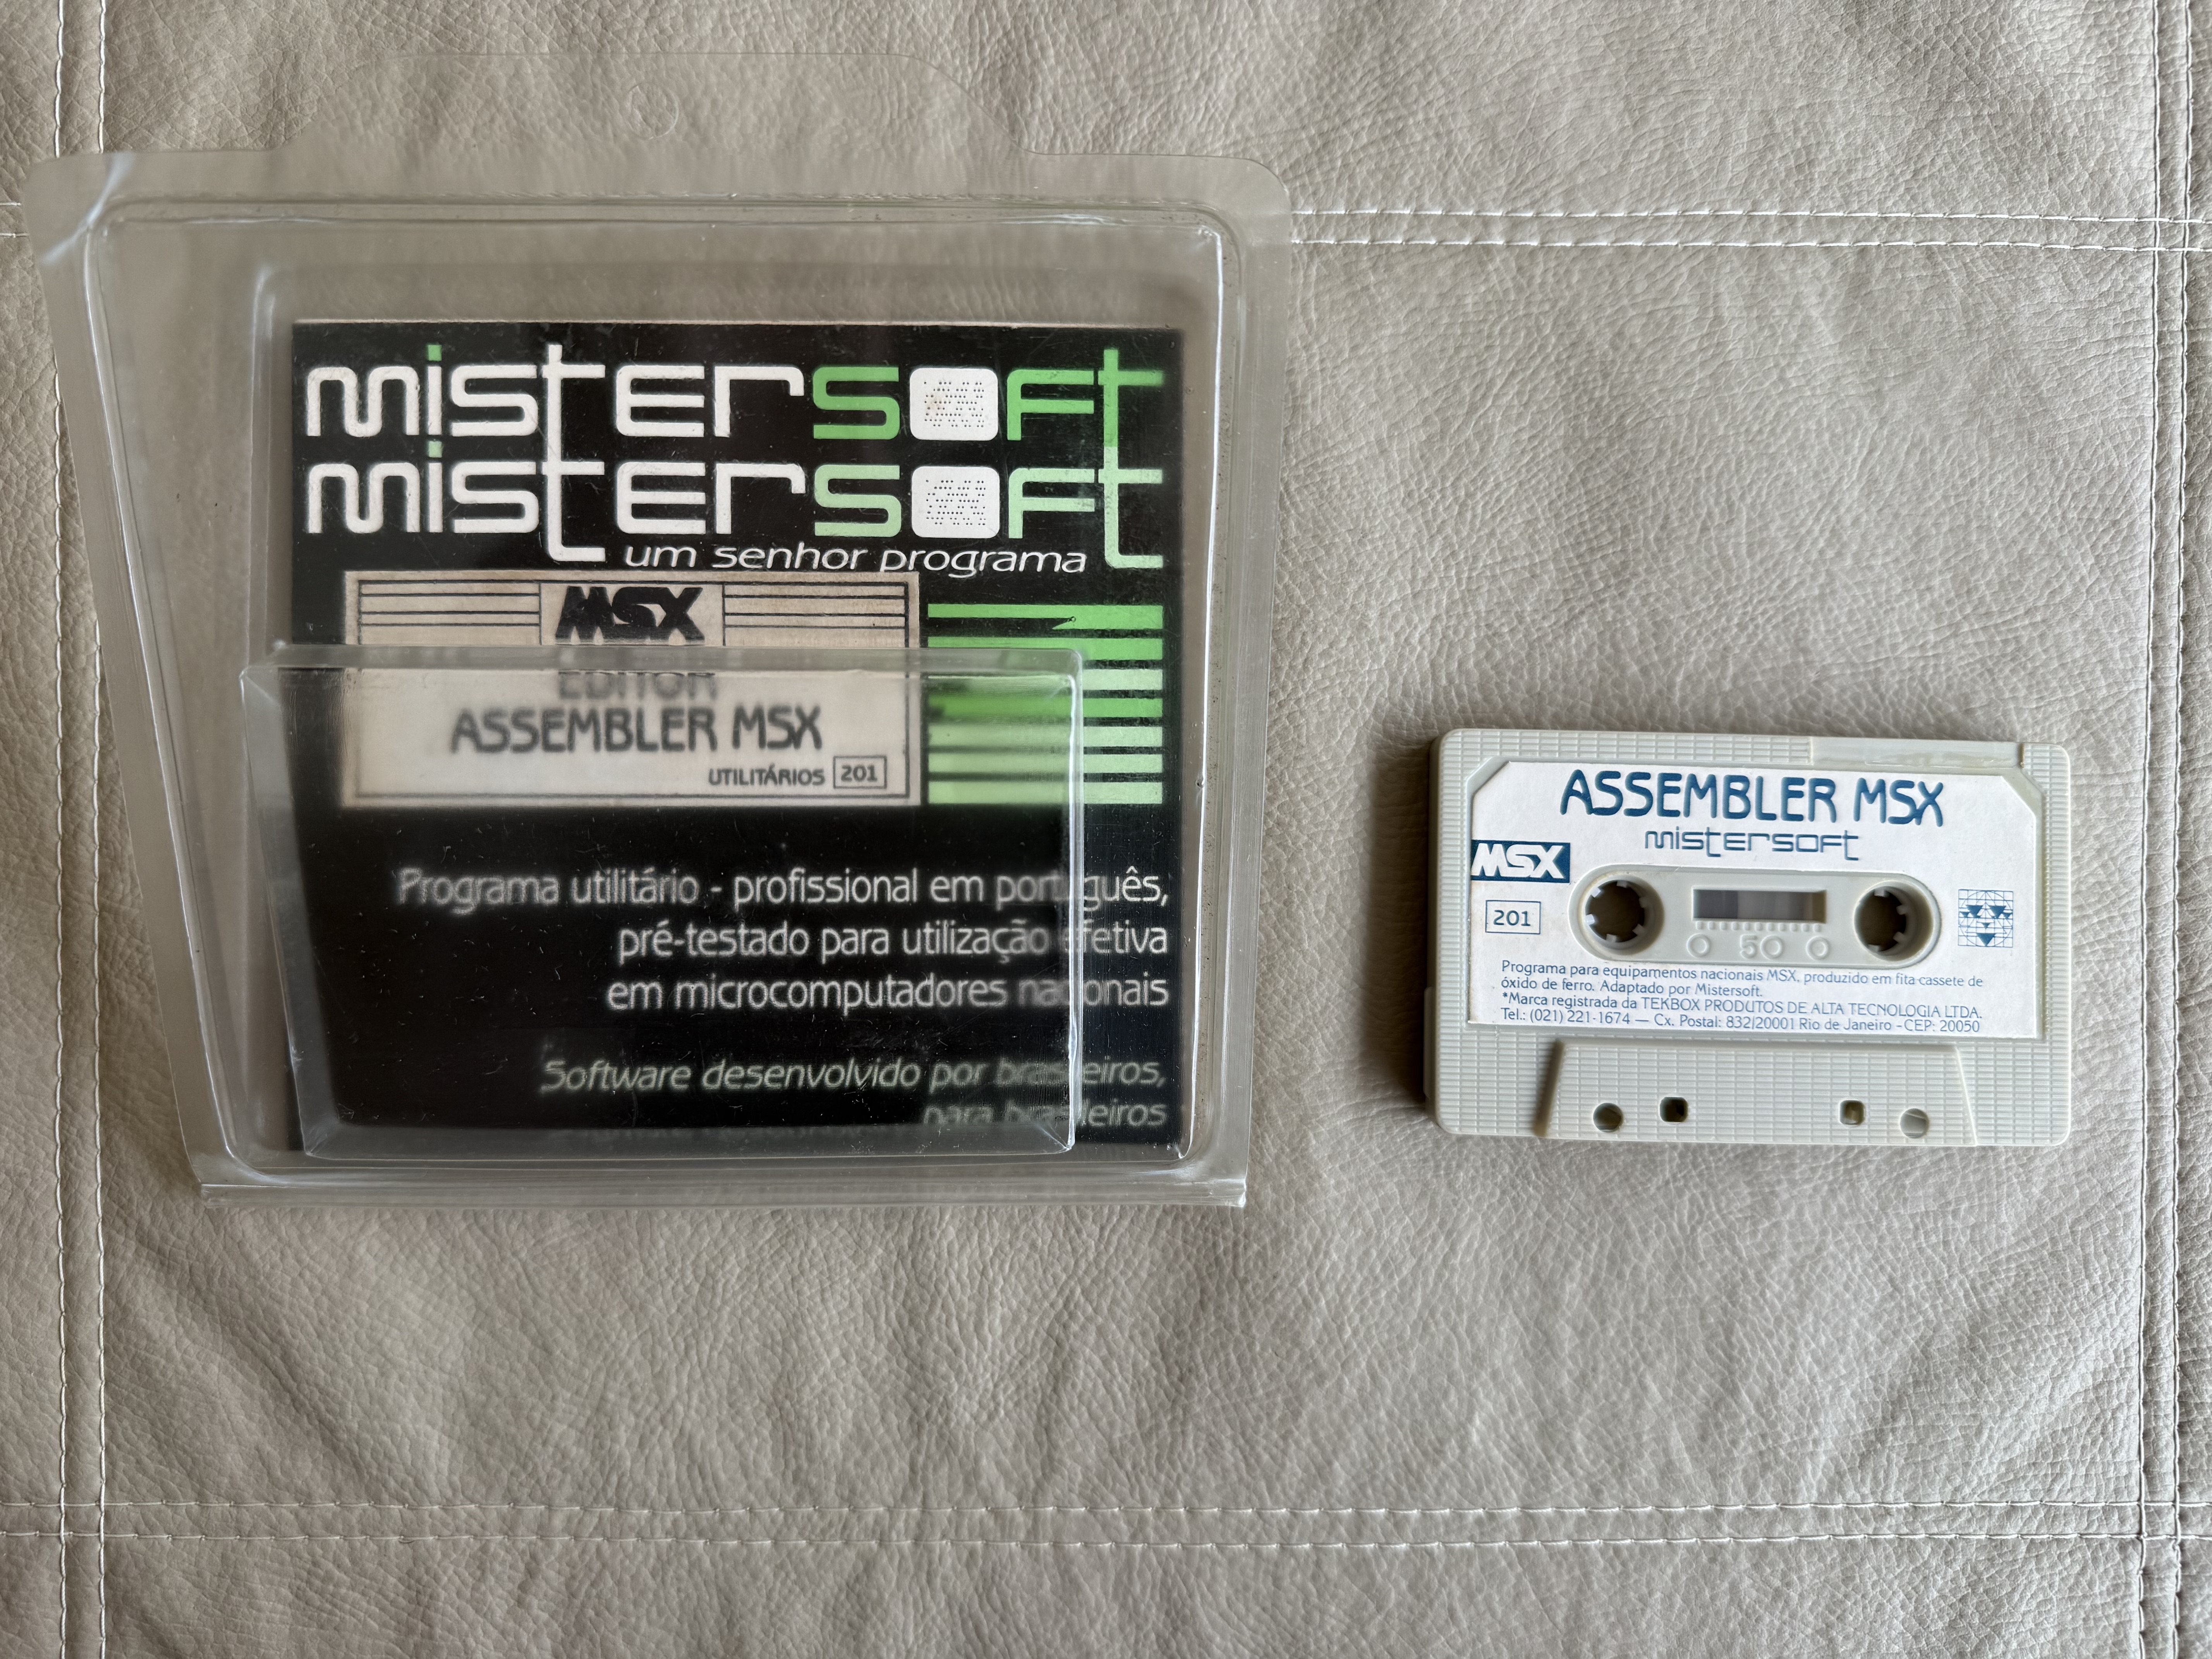 mistersoft
mistersoft
um senhor programa
MSX
EDITOR
ASSEMBLER MSX
UTILITÁRIOS 201
Programa utilitário - profissional em português,
pré-testado para utilização efetiva
em microcomputadores nacionais
Software desenvolvido por brasileiros,
para brasileiros
ASSEMBLER MSX
mistersoft
MSX
201
50
Programa para equipamentos nacionais MSX, produzido em fita cassete de
óxido de ferro. Adaptado por Mistersoft.
*Marca registrada da TEKBOX PRODUTOS DE ALTA TECNOLOGIA LTDA.
Tel.: (021) 221-1674 — Cx. Postal: 832/20001 Rio de Janeiro - CEP: 20050